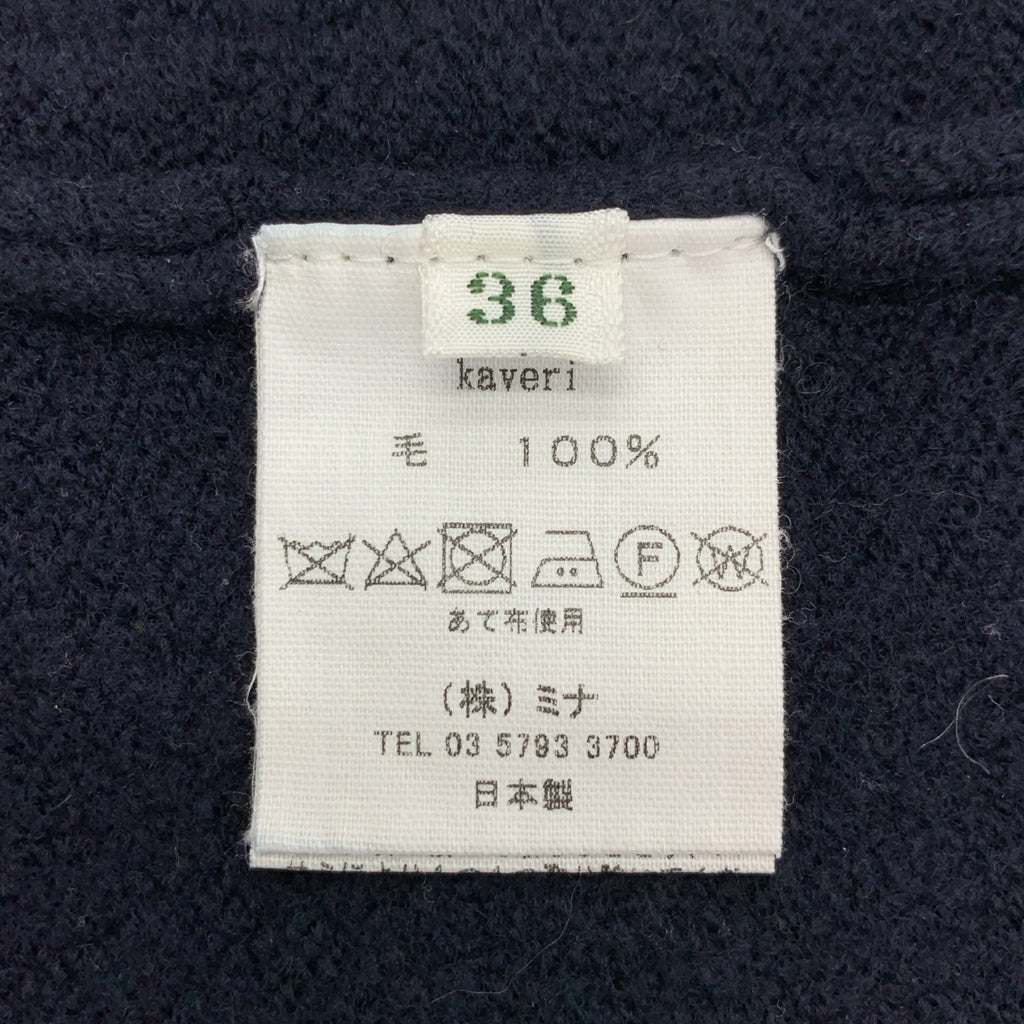 36
kaveri
毛 100%
F W
あて布使用
(株)ミナ
TEL 03 5793 3700
日本製